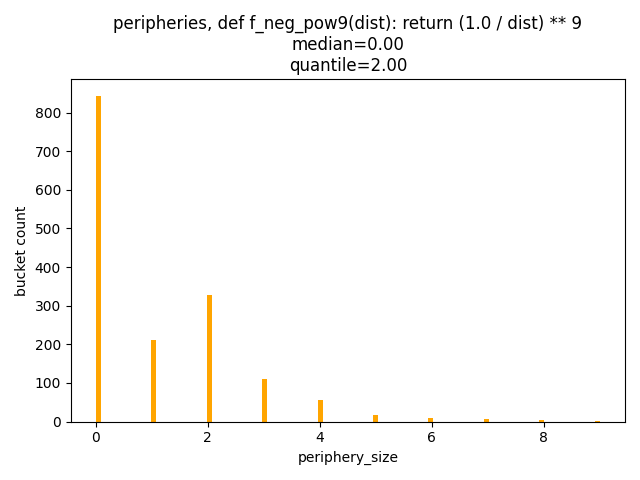 peripheries, def f_neg_pow9(dist): return (1.0 / dist) ** 9
median=0.00
quantile=2.00
800
700
600
500
400
300
200
100
0
bucket count
0 2 4 6 8
periphery_size